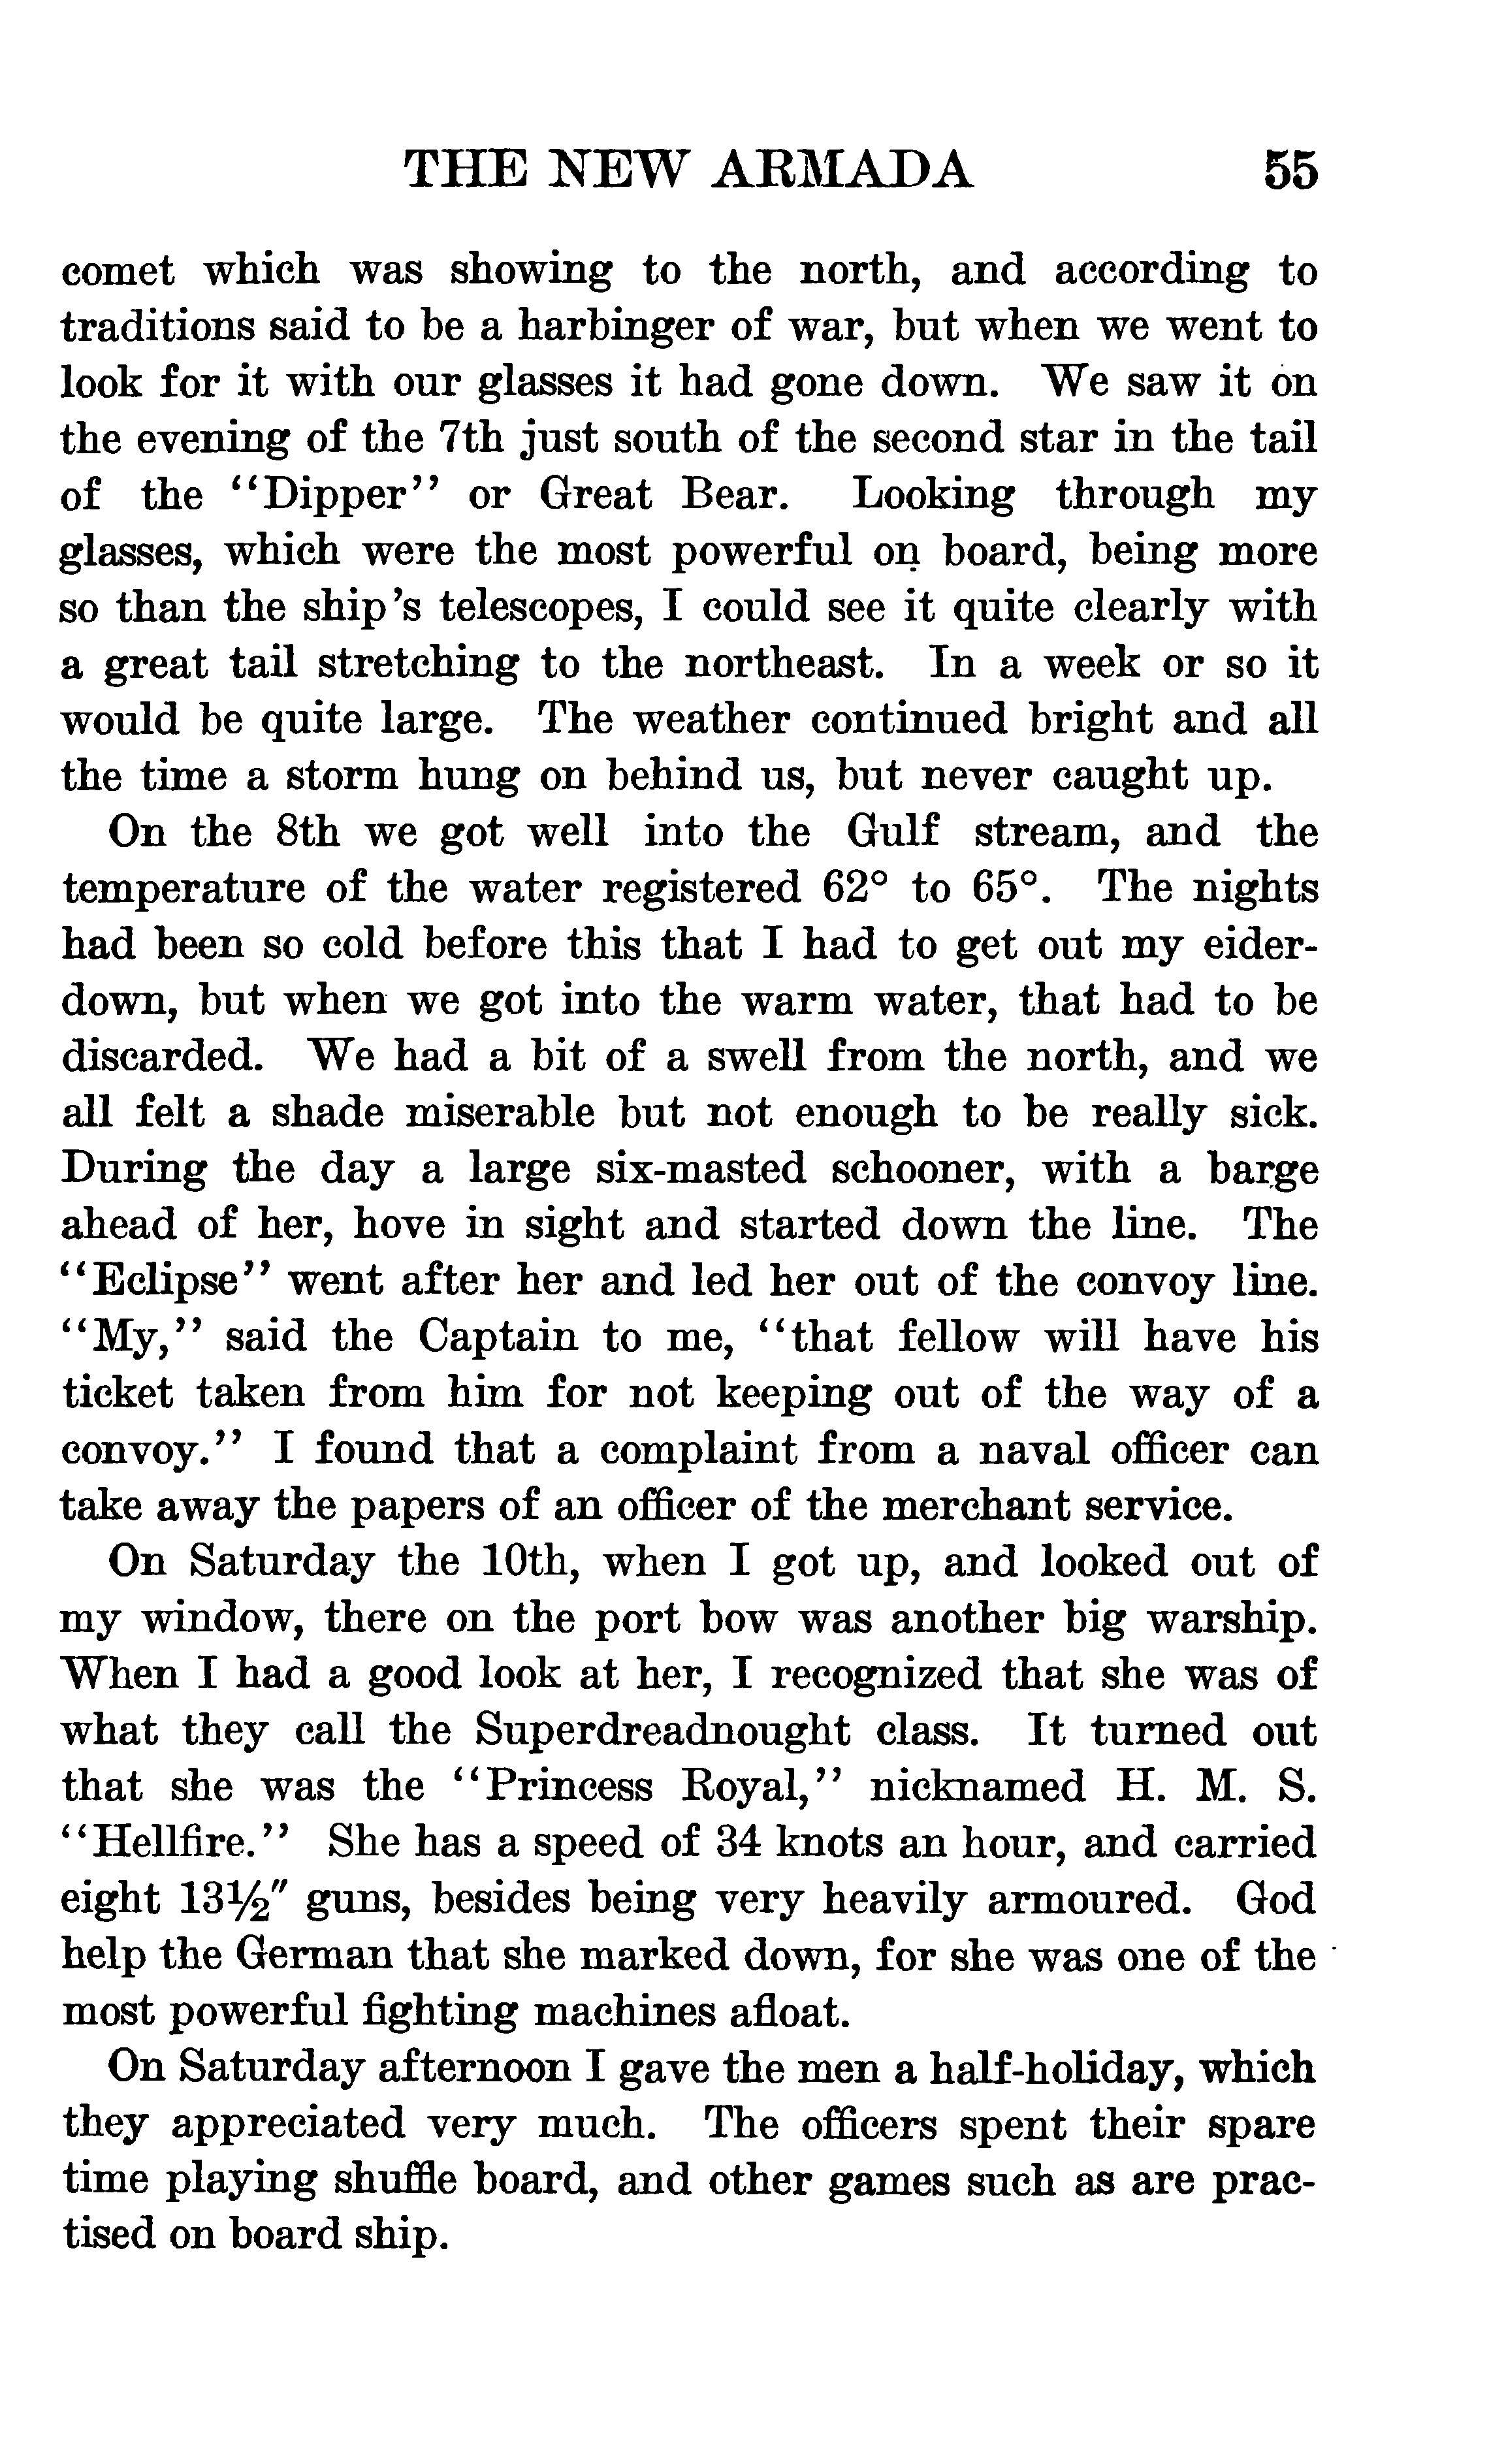 THE NEW ARMADA 55
comet which was showing to the north, and according to
traditions said to be a harbinger of war, but when we went to
look for it with our glasses it had gone down. We saw it on
the evening of the 7th just south of the second star in the tail
of the "Dipper" or Great Bear. Looking through my
glasses, which were the most powerful on board, being more
so than the ship's telescopes, I could see it quite clearly with
a great tail stretching to the northeast. In a week or so it
would be quite large. The weather continued bright and all
the time a storm hung on behind us, but never caught up.
On the 8th we got well into the Gulf stream, and the
temperature of the water registered 62° to 65°. The nights
had been so cold before this that I had to get out my eider-
down, but when we got into the warm water, that had to be
discarded. We had a bit of a swell from the north, and we
all felt a shade miserable but not enough to be really sick.
During the day a large six-masted schooner, with a barge
ahead of her, hove in sight and started down the line. The
"Eclipse" went after her and led her out of the convoy line.
"My," said the Captain to me, "that fellow will have his
ticket taken from him for not keeping out of the way of a
convoy." I found that a complaint from a naval officer can
take away the papers of an officer of the merchant service.
On Saturday the 10th, when I got up, and looked out of
my window, there on the port bow was another big warship.
When I had a good look at her, I recognized that she was of
what they call the Superdreadnought class. It turned out
that she was the "Princess Royal," nicknamed H. M. S.
"Hellfire." She has a speed of 34 knots an hour, and carried
eight 13½" guns, besides being very heavily armoured. God
help the German that she marked down, for she was one of the
most powerful fighting machines afloat.
On Saturday afternoon I gave the men a half-holiday, which
they appreciated very much. The officers spent their spare
time playing shuffle board, and other games such as are prac-
tised on board ship.